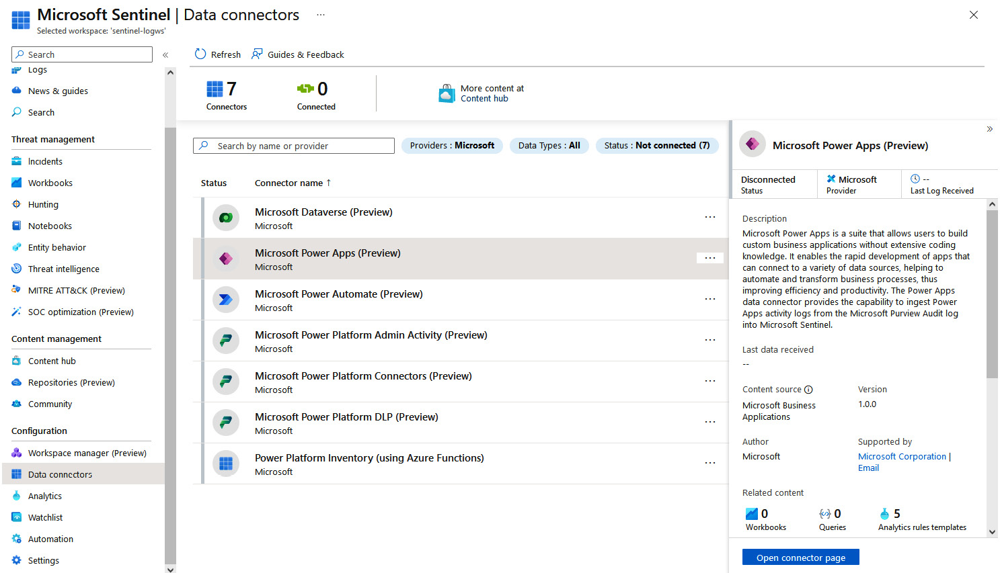 Microsoft Sentinel | Data connectors ...
Selected workspace: 'sentinel-logws'
Search
«
Logs
News & guides
Search
Threat management
Incidents
Workbooks
Hunting
Notebooks
Entity behavior
Threat intelligence
MITRE ATT&CK (Preview)
SOC optimization (Preview)
Content management
Content hub
Repositories (Preview)
Community
Configuration
Workspace manager (Preview)
Data connectors
Analytics
Watchlist
Automation
Settings
Refresh
Guides & Feedback
7
Connectors
0
Connected
More content at
Content hub
Search by name or provider
Providers : Microsoft
Data Types : All
Status : Not connected (7)
Status
Connector name ↑
Microsoft Dataverse (Preview)
Microsoft
...
Microsoft Power Apps (Preview)
Microsoft
...
Microsoft Power Automate (Preview)
Microsoft
...
Microsoft Power Platform Admin Activity (Preview)
Microsoft
...
Microsoft Power Platform Connectors (Preview)
Microsoft
...
Microsoft Power Platform DLP (Preview)
Microsoft
...
Power Platform Inventory (using Azure Functions)
Microsoft
...
»
Microsoft Power Apps (Preview)
Disconnected
Status
Microsoft
Provider
--
Last Log Received
Description
Microsoft Power Apps is a suite that allows users to build
custom business applications without extensive coding
knowledge. It enables the rapid development of apps that
can connect to a variety of data sources, helping to
automate and transform business processes, thus
improving efficiency and productivity. The Power Apps
data connector provides the capability to ingest Power
Apps activity logs from the Microsoft Purview Audit log
into Microsoft Sentinel.
Last data received
--
Content source
Microsoft Business
Applications
Version
1.0.0
Author
Microsoft
Supported by
Microsoft Corporation |
Email
Related content
0
Workbooks
0
Queries
5
Analytics rules templates
Open connector page